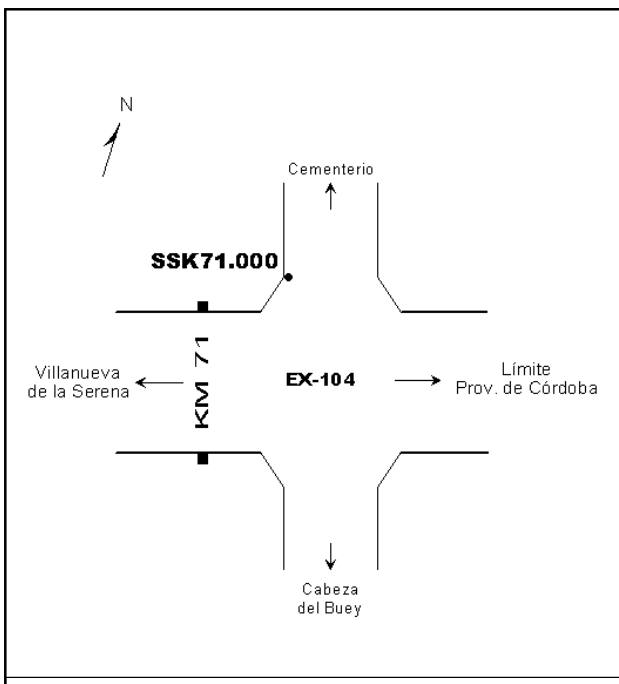 N
Cementerio
SSK71.000
KM 71
Villanueva
de la Serena
EX-104
Límite
Prov. de Córdoba
Cabeza
del Buey